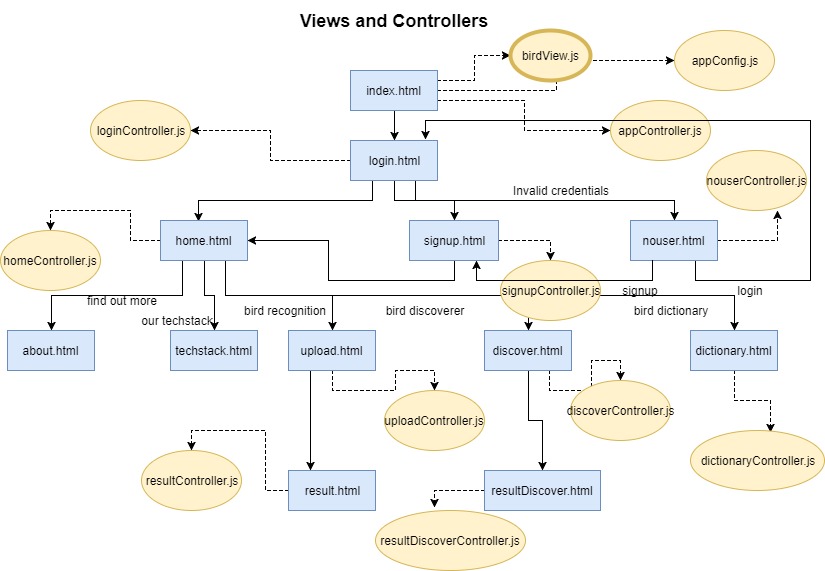 Views and Controllers
birdView.js
appConfig.js
index.html
loginController.js
appController.js
login.html
nouserController.js
Invalid credentials
home.html
signup.html
nouser.html
homeController.js
signupController.js
signup
login
find out more
our techstack
bird recognition
bird discoverer
bird dictionary
about.html
techstack.html
upload.html
discover.html
dictionary.html
uploadController.js
discoverController.js
dictionaryController.js
resultController.js
result.html
resultDiscover.html
resultDiscoverController.js